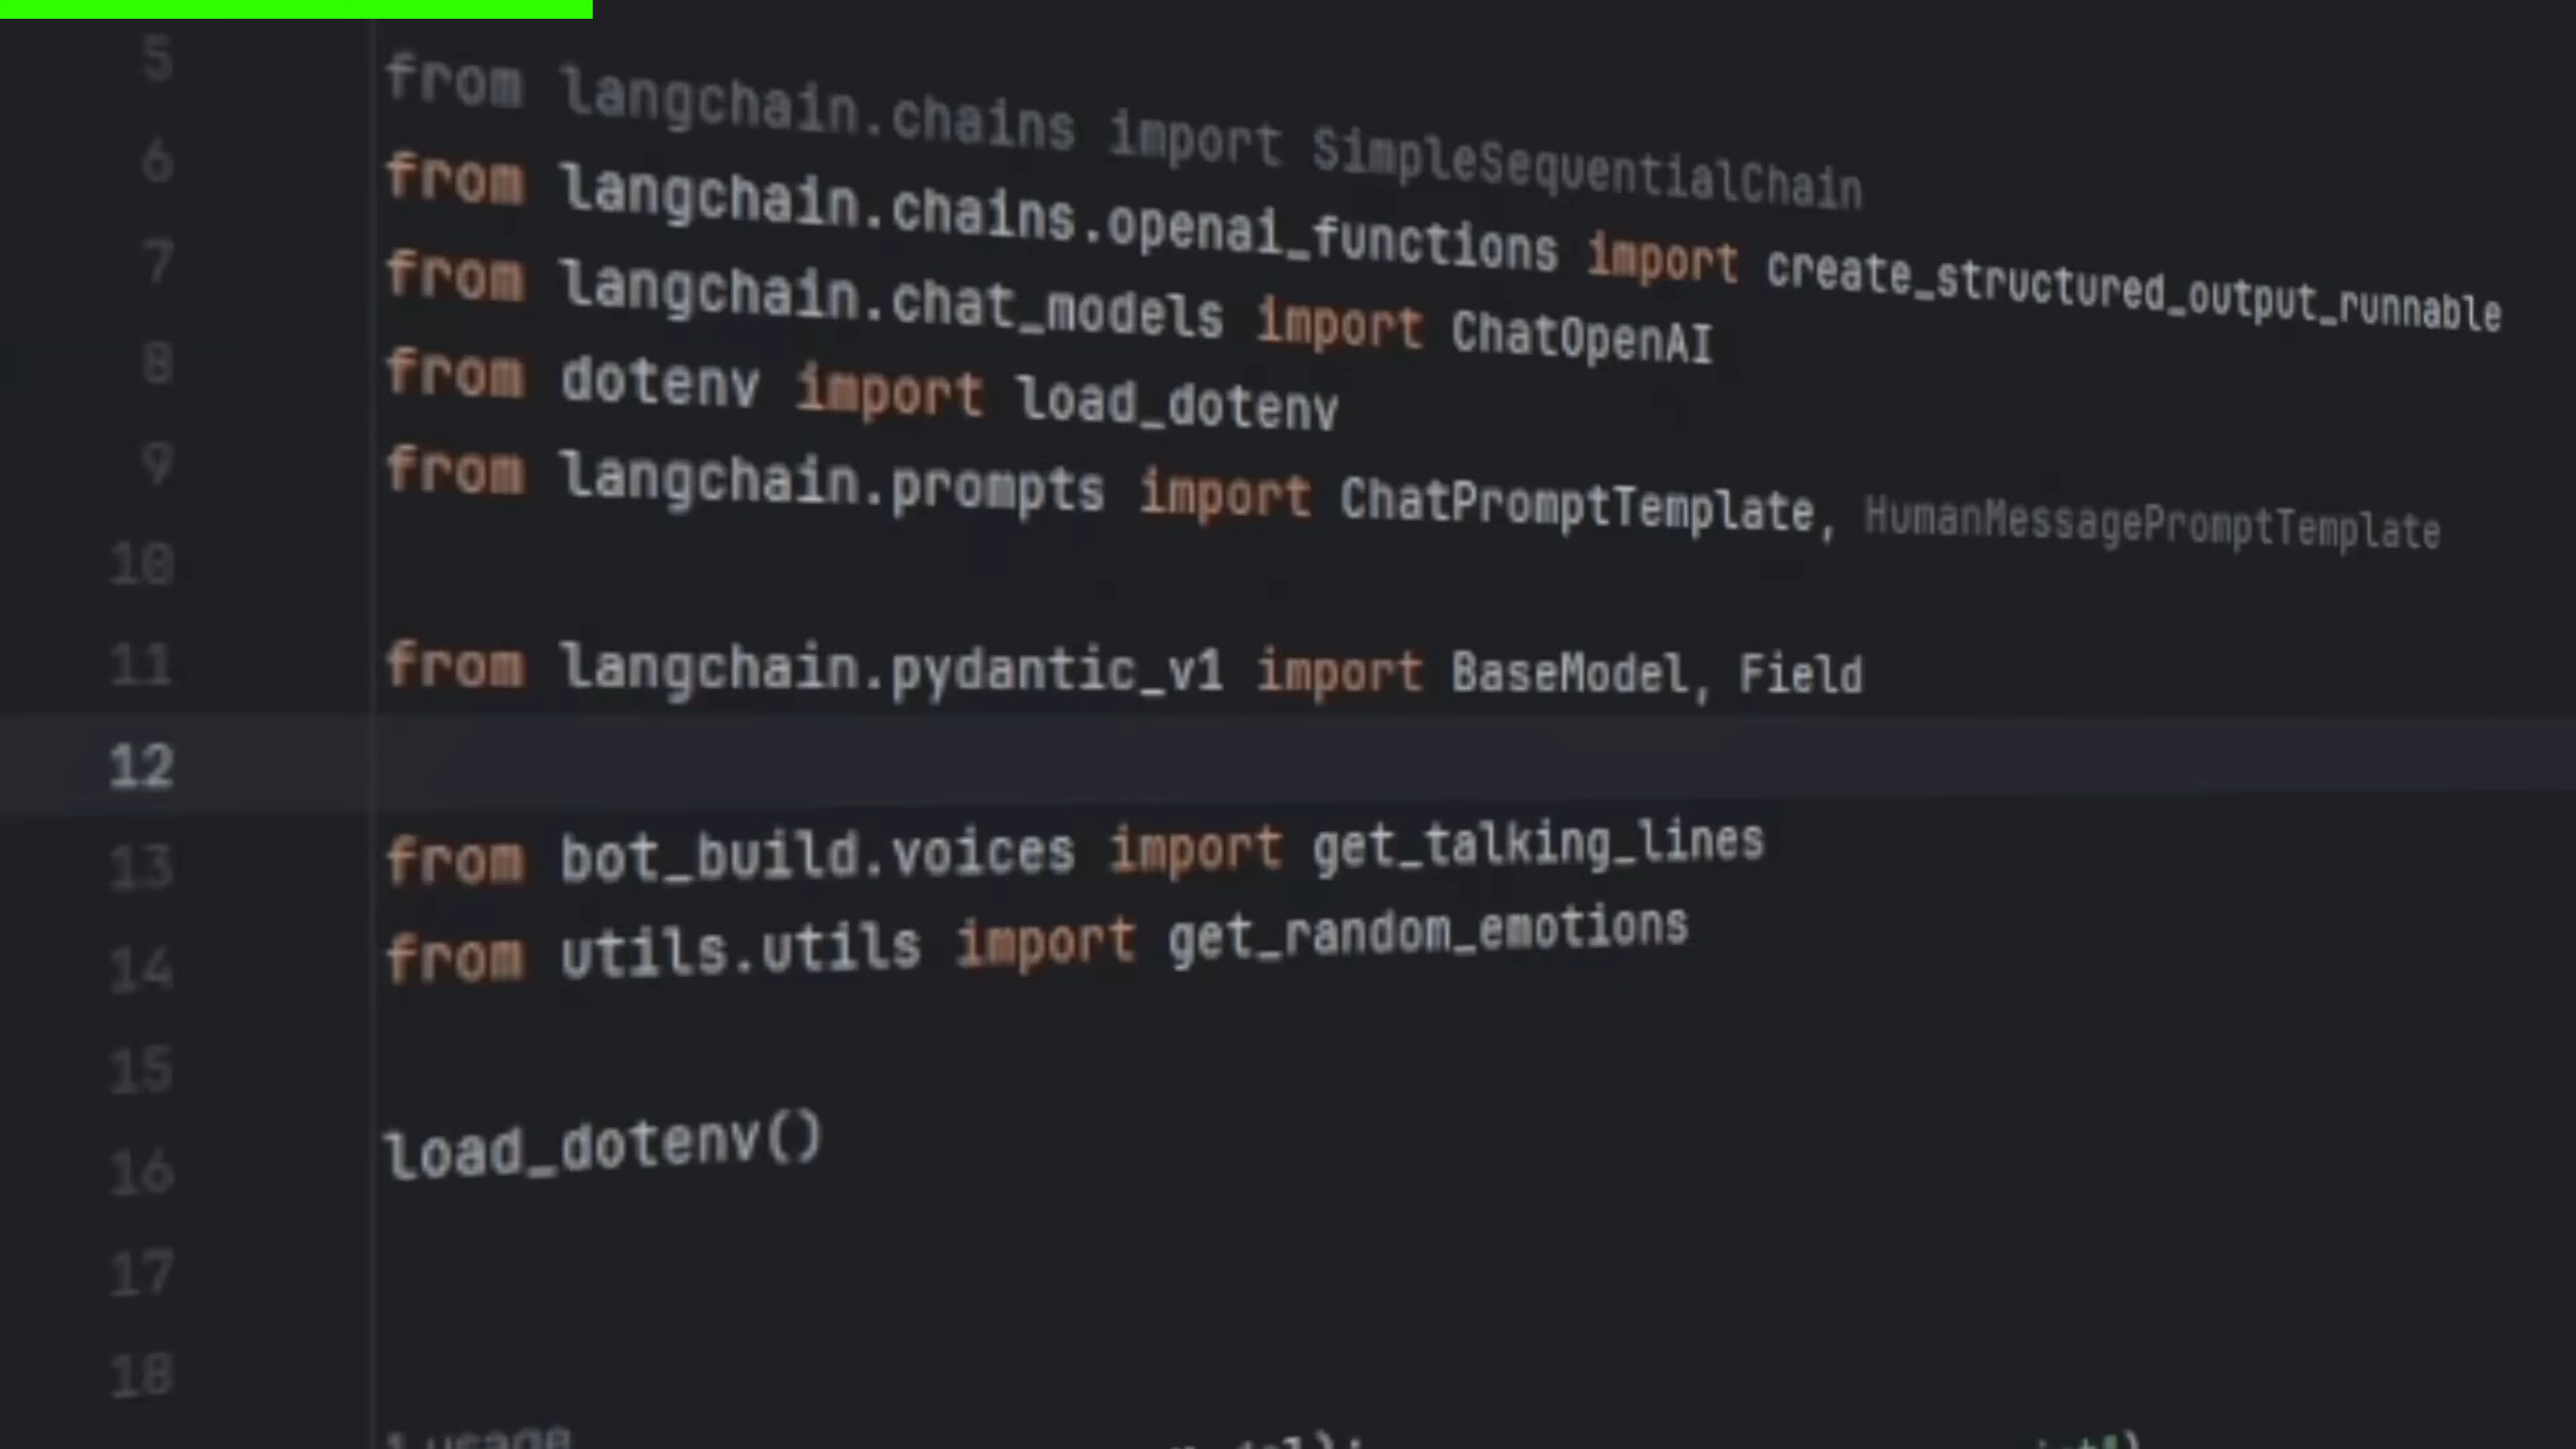 5 from langchain.chains import SimpleSequentialChain
6 from langchain.chains.openai_functions import create_structured_output_runnable
7 from langchain.chat_models import ChatOpenAI
8 from dotenv import load_dotenv
9 from langchain.prompts import ChatPromptTemplate, HumanMessagePromptTemplate
10
11 from langchain.pydantic_v1 import BaseModel, Field
12
13 from bot_build.voices import get_talking_lines
14 from utils.utils import get_random_emotions
15
16 load_dotenv()
17
18
1 usage